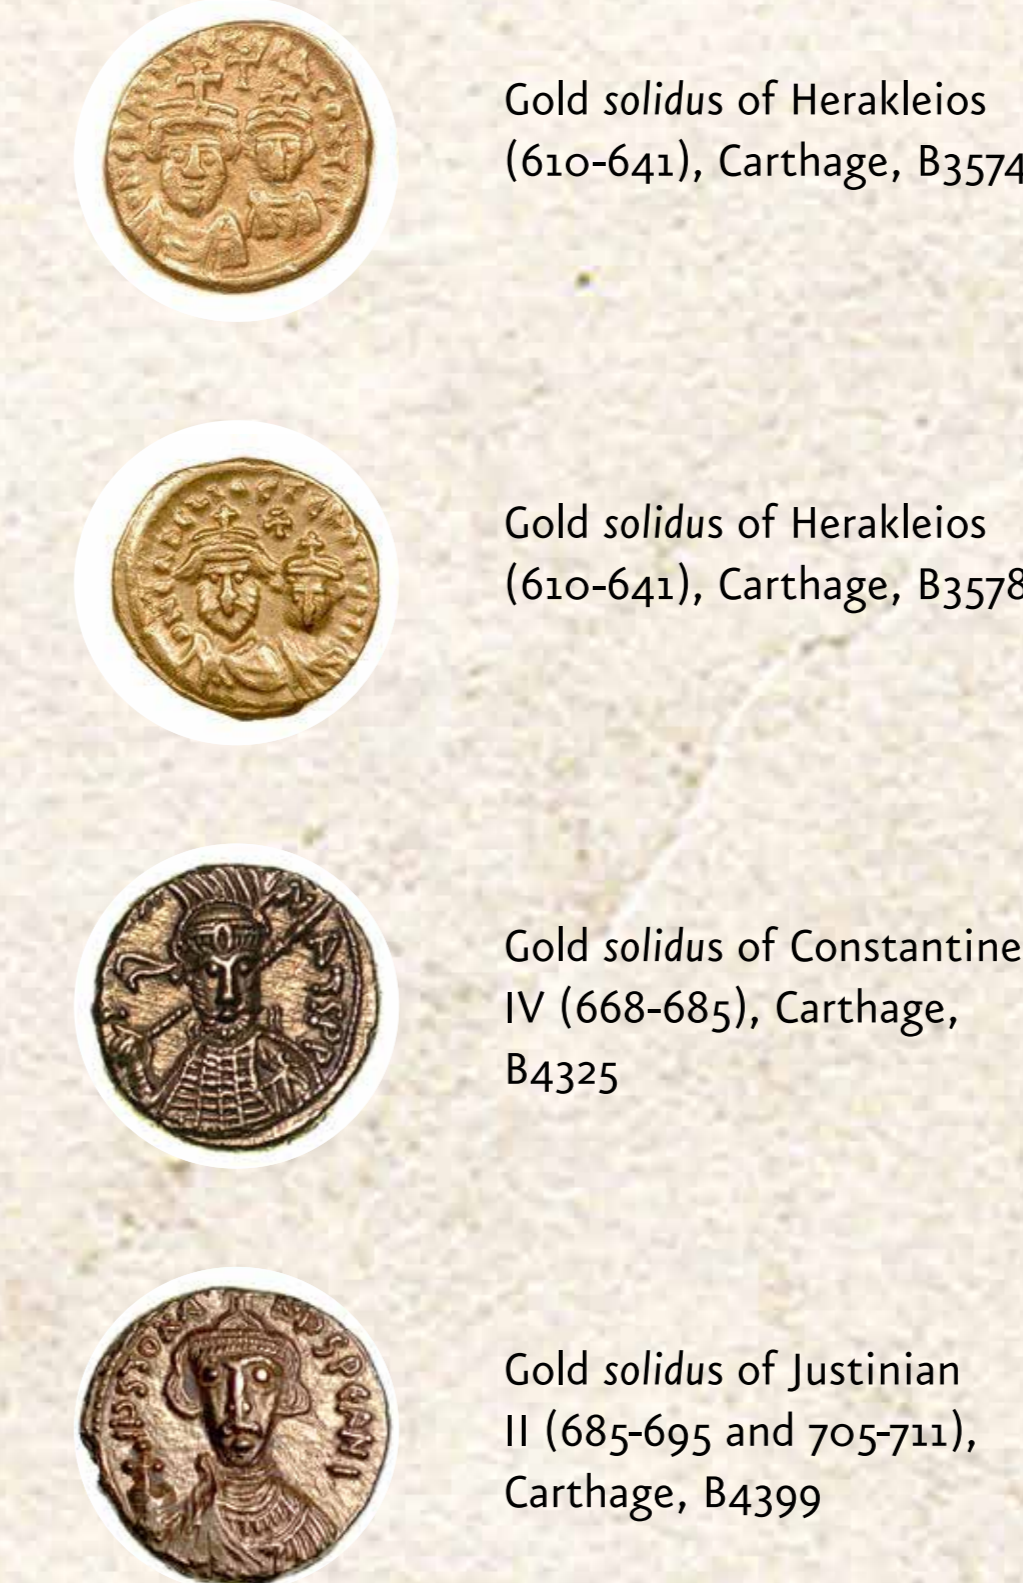 Gold solidus of Herakleios
(610-641), Carthage, B3574
Gold solidus of Herakleios
(610-641), Carthage, B3578
Gold solidus of Constantine
IV (668-685), Carthage,
B4325
Gold solidus of Justinian
II (685-695 and 705-711),
Carthage, B4399